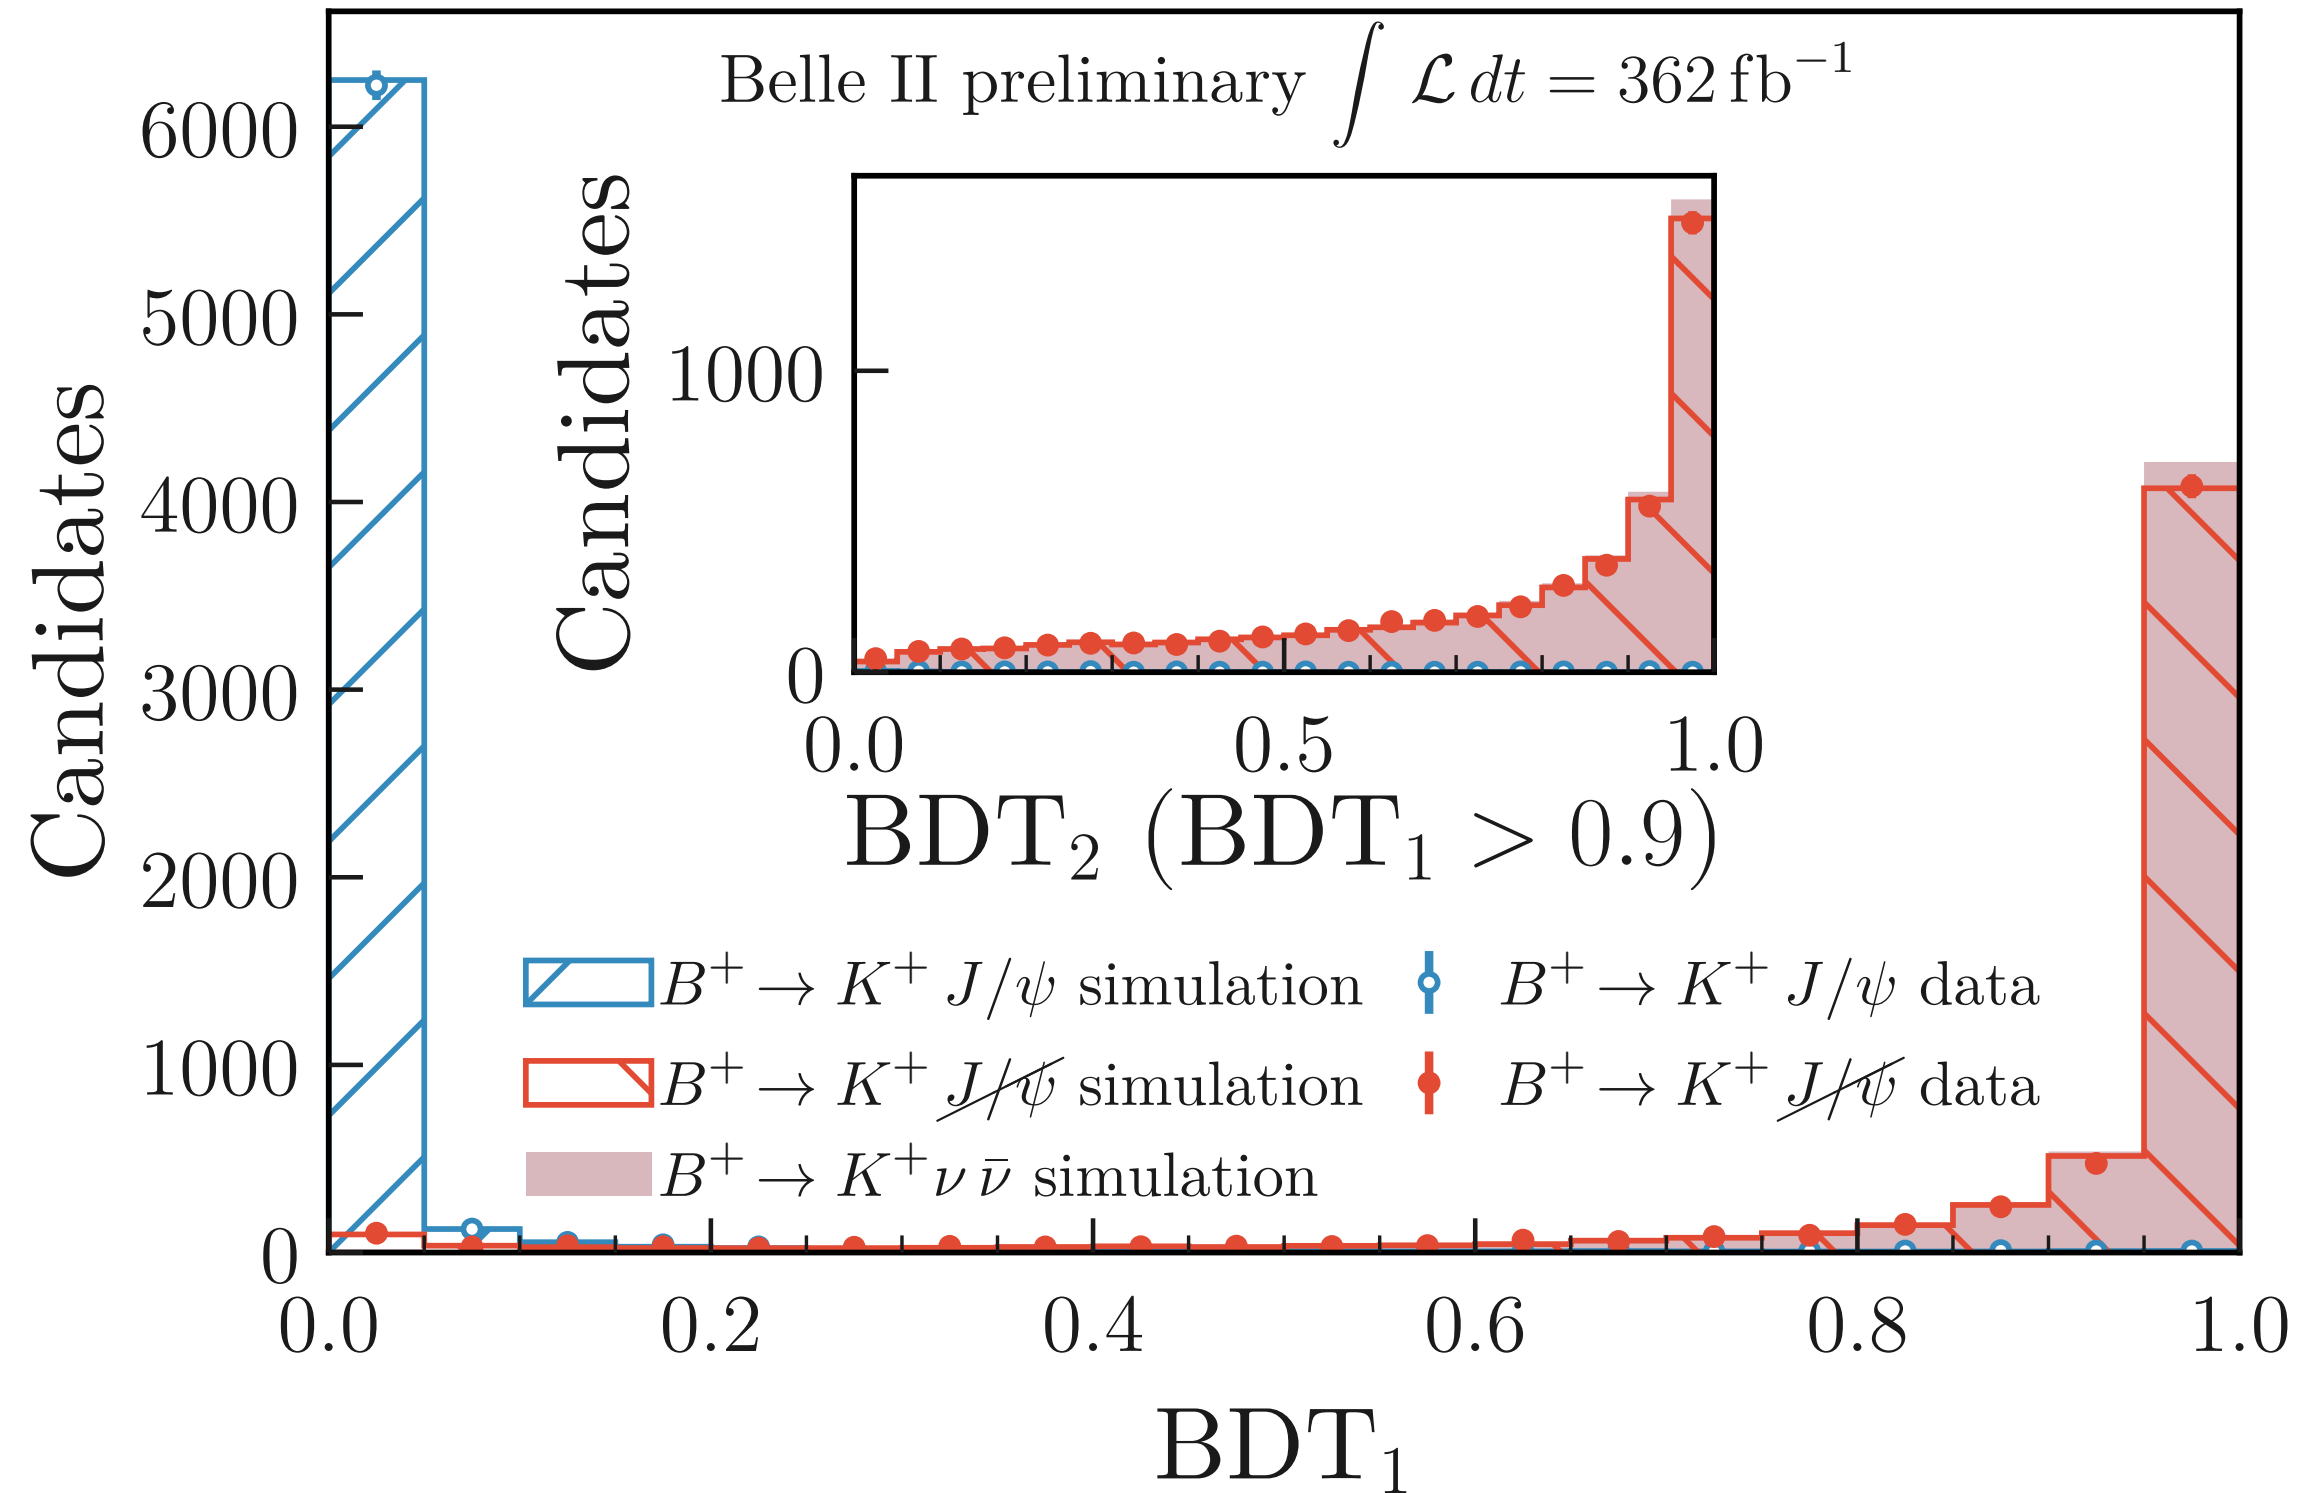 Belle II preliminary ∫ ℒ dt = 362 fb⁻¹
Candidates
6000
5000
4000
3000
2000
1000
0
Candidates
1000
0
0.0 0.5 1.0
BDT₂ (BDT₁ > 0.9)
B⁺ → K⁺ J/ψ simulation
B⁺ → K⁺ J̸/̸ψ̸ simulation
B⁺ → K⁺ ν ν̄ simulation
B⁺ → K⁺ J/ψ data
B⁺ → K⁺ J̸/̸ψ̸ data
0.0 0.2 0.4 0.6 0.8 1.0
BDT₁